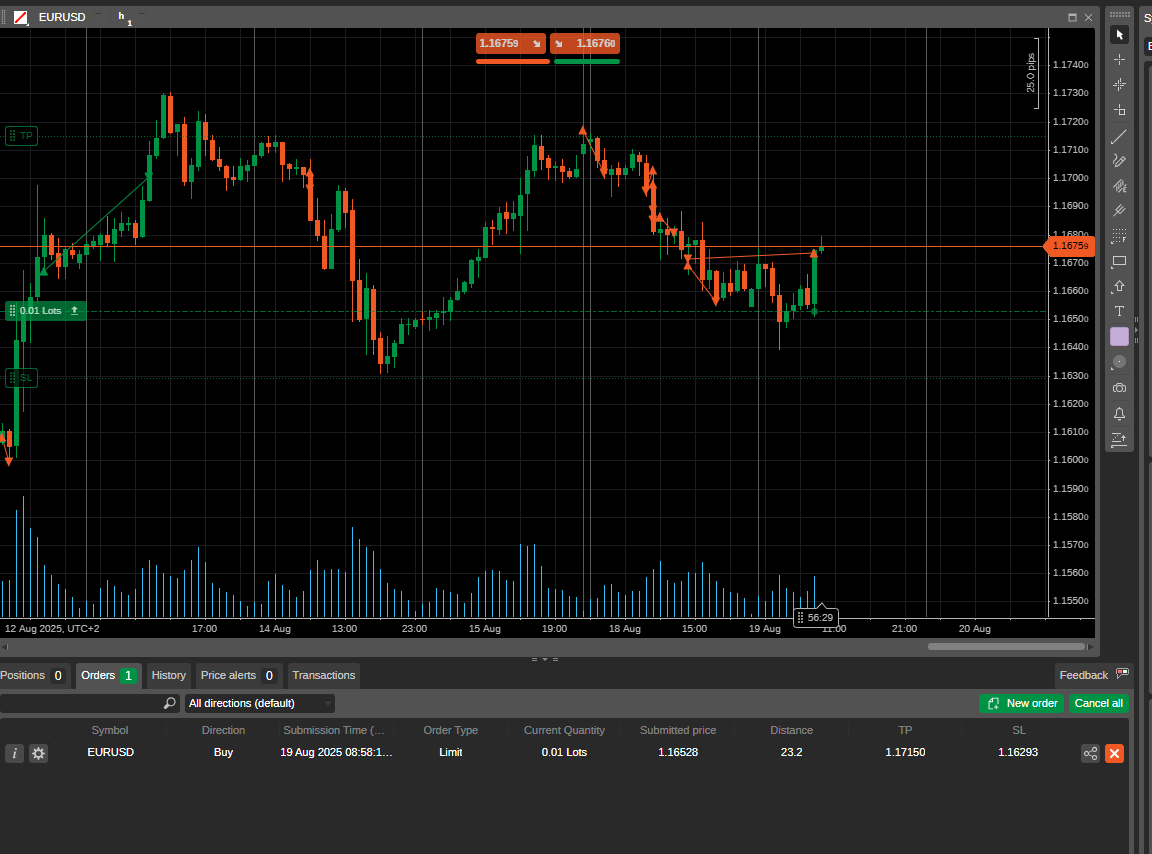 EURUSD
h
1
S
1.16759
1.16760
25.0 pips
1.17400
1.17300
1.17200
TP
1.17100
1.17000
1.16900
1.16800
1.16759
1.16700
1.16600
0.01 Lots
1.16500
1.16400
SL
1.16300
1.16200
1.16100
1.16000
1.15900
1.15800
1.15700
1.15600
1.15500
T
56:29
12 Aug 2025, UTC+2
17:00
14 Aug
13:00
23:00
15 Aug
19:00
18 Aug
15:00
19 Aug
11:00
21:00
20 Aug
Positions 0
Orders 1
History
Price alerts 0
Transactions
Feedback
All directions (default)
New order
Cancel all
Symbol
Direction
Submission Time (...
Order Type
Current Quantity
Submitted price
Distance
TP
SL
i
EURUSD
Buy
19 Aug 2025 08:58:1...
Limit
0.01 Lots
1.16528
23.2
1.17150
1.16293